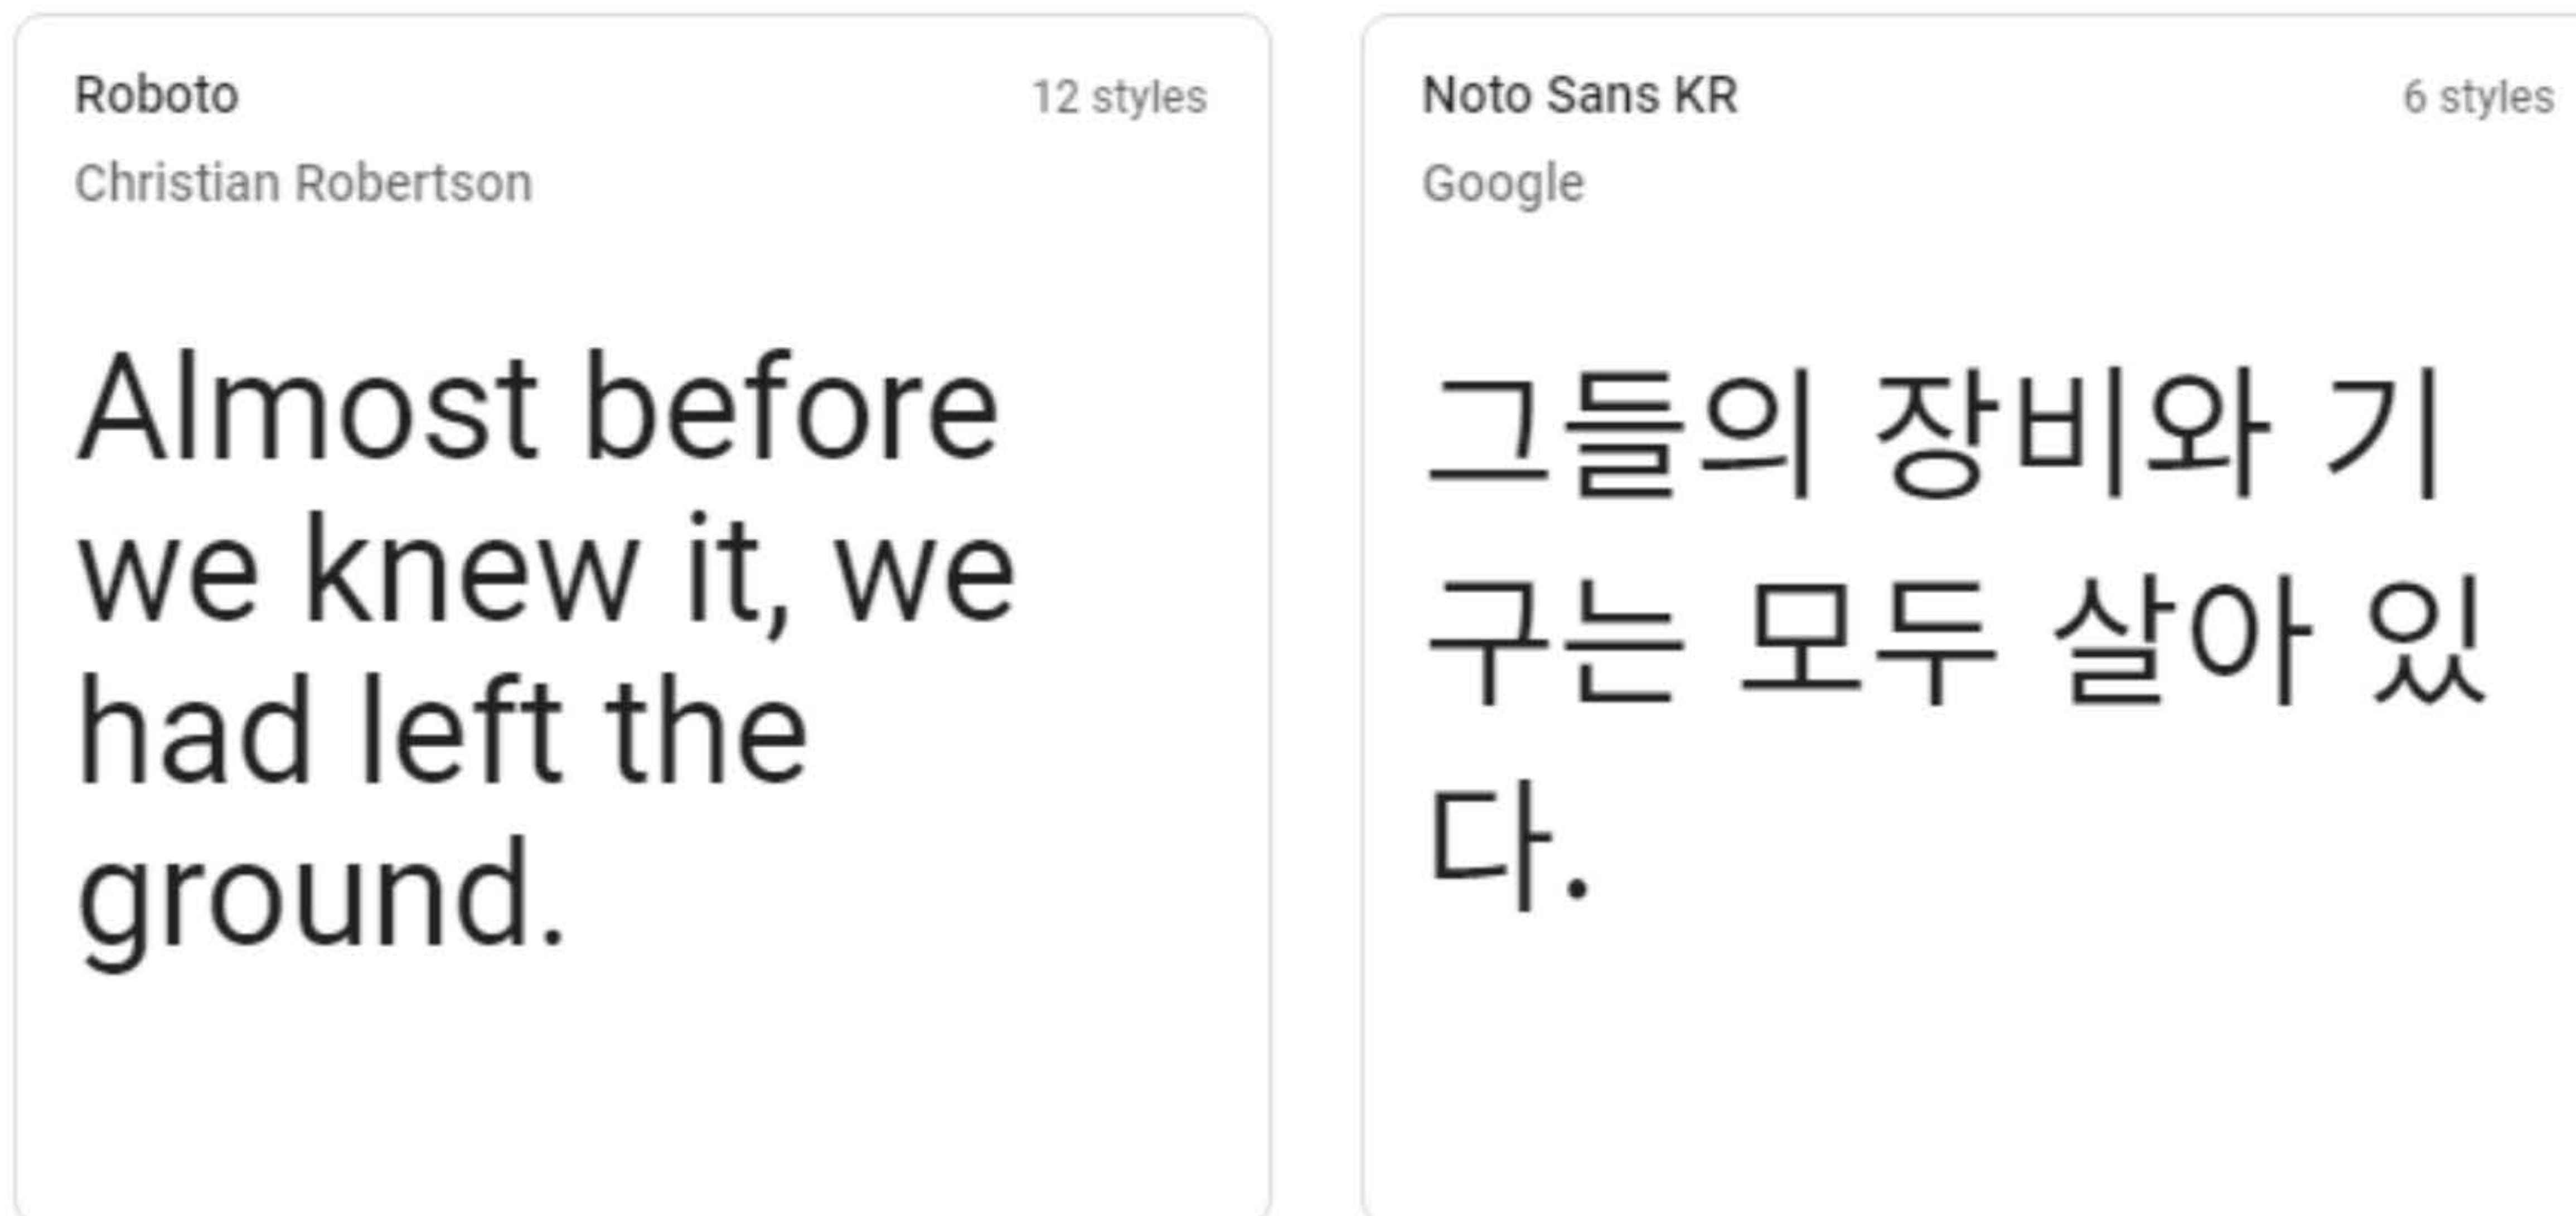 Roboto
12 styles
Christian Robertson
Almost before
we knew it, we
had left the
ground.
Noto Sans KR
6 styles
Google
그들의 장비와 기
구는 모두 살아 있
다.